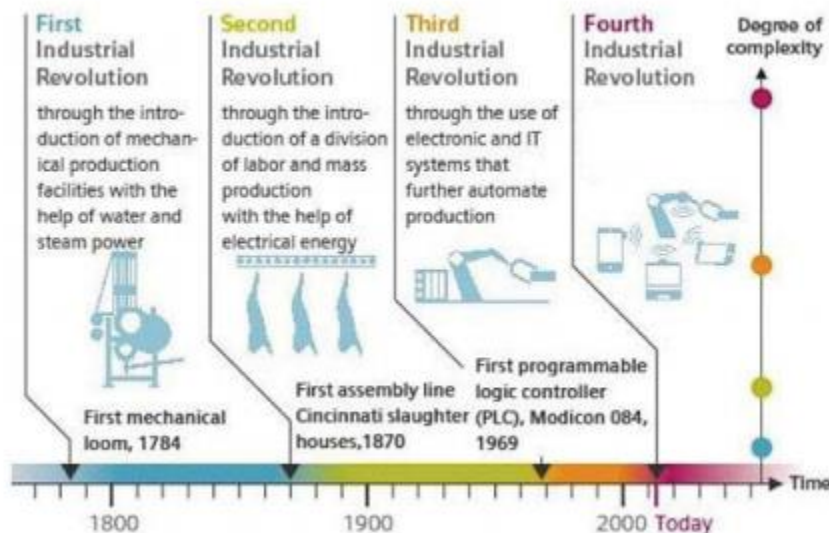 First
Industrial
Revolution
through the intro-
duction of mechan-
ical production
facilities with the
help of water and
steam power
First mechanical
loom, 1784
Second
Industrial
Revolution
through the intro-
duction of a division
of labor and mass
production
with the help of
electrical energy
First assembly line
Cincinnati slaughter
houses,1870
Third
Industrial
Revolution
through the use of
electronic and IT
systems that
further automate
production
First programmable
logic controller
(PLC), Modicon 084,
1969
Fourth
Industrial
Revolution
Degree of
complexity
Time
1800
1900
2000
Today